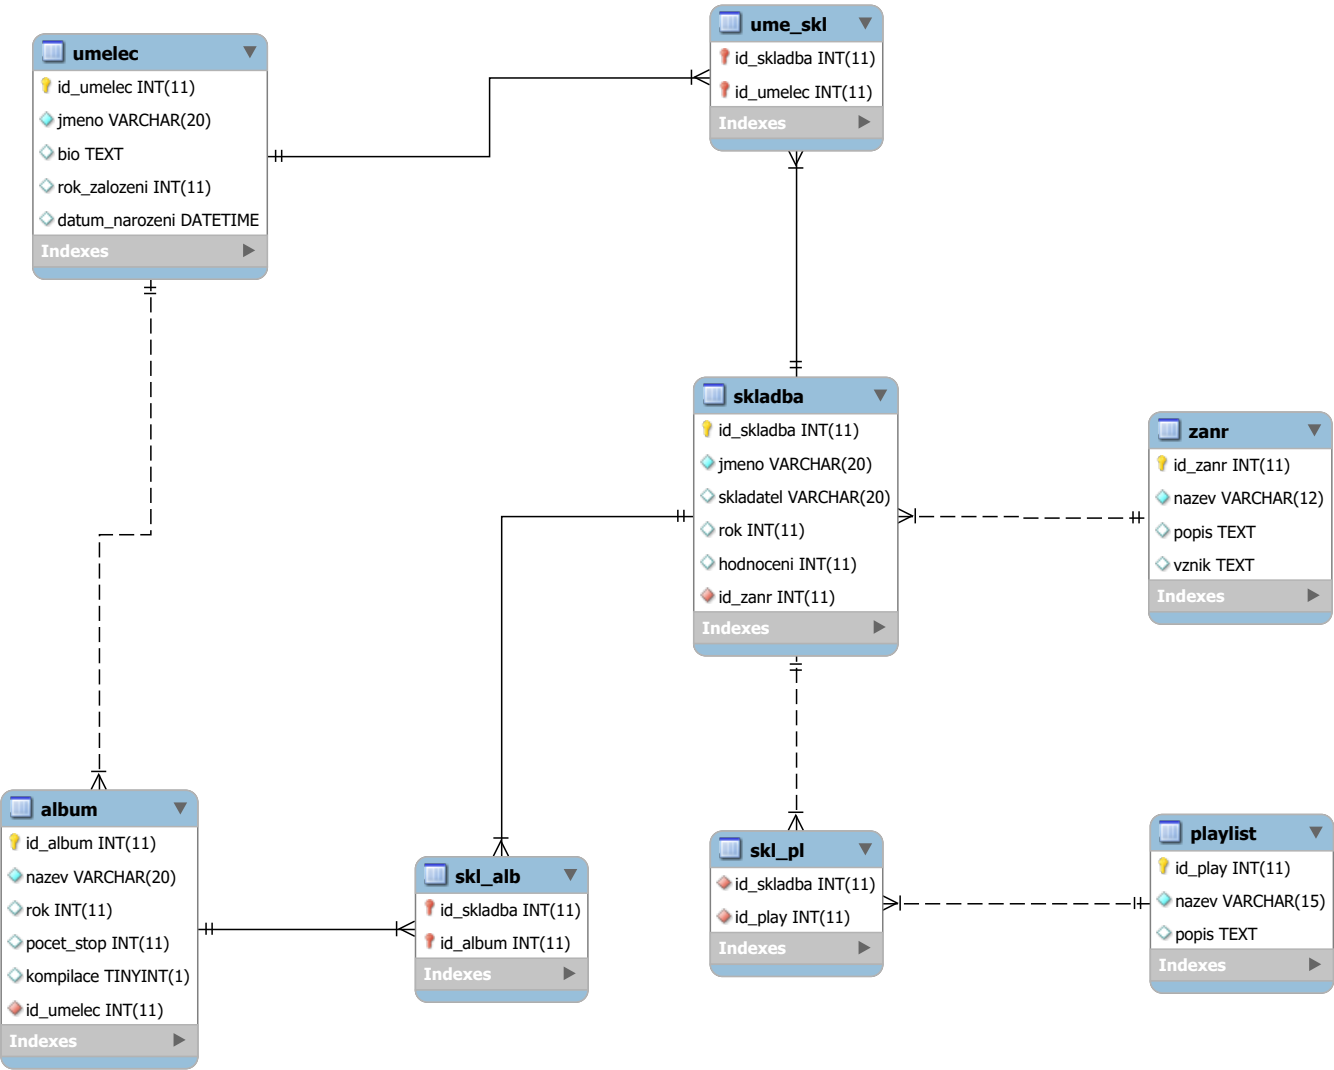 umelec
id_umelec INT(11)
jmeno VARCHAR(20)
bio TEXT
rok_zalozeni INT(11)
datum_narozeni DATETIME
Indexes
ume_skl
id_skladba INT(11)
id_umelec INT(11)
Indexes
skladba
id_skladba INT(11)
jmeno VARCHAR(20)
skladatel VARCHAR(20)
rok INT(11)
hodnoceni INT(11)
id_zanr INT(11)
Indexes
zanr
id_zanr INT(11)
nazev VARCHAR(12)
popis TEXT
vznik TEXT
Indexes
album
id_album INT(11)
nazev VARCHAR(20)
rok INT(11)
pocet_stop INT(11)
kompilace TINYINT(1)
id_umelec INT(11)
Indexes
skl_alb
id_skladba INT(11)
id_album INT(11)
Indexes
skl_pl
id_skladba INT(11)
id_play INT(11)
Indexes
playlist
id_play INT(11)
nazev VARCHAR(15)
popis TEXT
Indexes